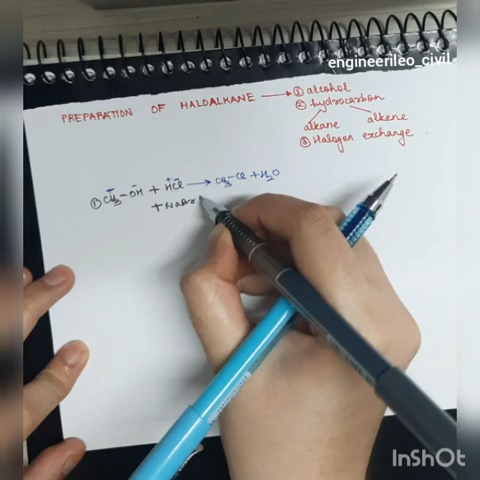 engineerileo_civil
PREPARATION OF HALOALKANE → ① alcohol
② hydrocarbon
alkane alkene
③ Halogen exchange
① CH₃⁺ – OH⁻ + H⁺Cl⁻ → CH₃ – Cl + H₂O
+ NaBr
InShOt